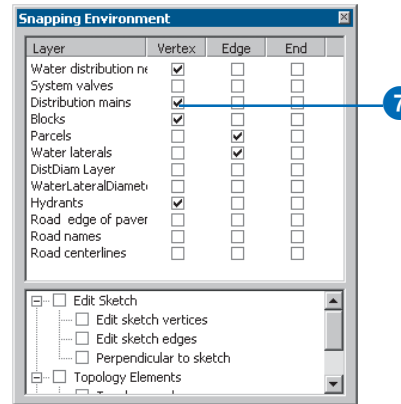 Snapping Environment
Layer Vertex Edge End
Water distribution ne
System valves
Distribution mains
7
Blocks
Parcels
Water laterals
DistDiam Layer
WaterLateralDiamet
Hydrants
Road edge of paver
Road names
Road centerlines
Edit Sketch
Edit sketch vertices
Edit sketch edges
Perpendicular to sketch
Topology Elements